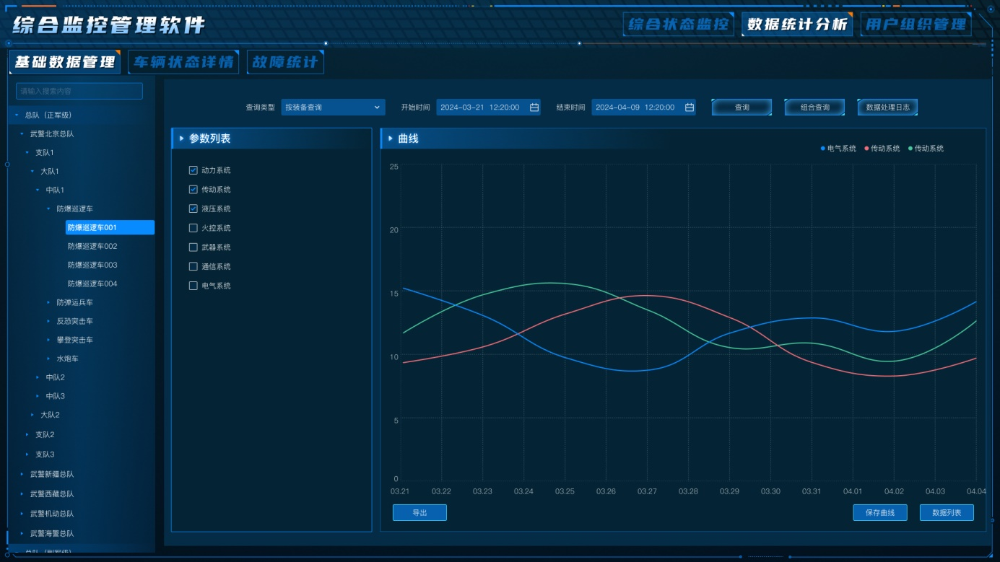 综合监控管理软件
综合状态监控 数据统计分析 用户组织管理
基础数据管理 车辆状态详情 故障统计
请输入搜索内容
总队（正军级）
武警北京总队
支队1
大队1
中队1
防爆巡逻车
防爆巡逻车001
防爆巡逻车002
防爆巡逻车003
防爆巡逻车004
防弹运兵车
反恐突击车
攀登突击车
水炮车
中队2
中队3
大队2
支队2
支队3
武警新疆总队
武警西藏总队
武警机动总队
武警海警总队
总队（副军级）
查询类型 按装备查询 开始时间 2024-03-21 12:20:00 结束时间 2024-04-09 12:20:00 查询 组合查询 数据处理日志
参数列表
动力系统
传动系统
液压系统
火控系统
武器系统
通信系统
电气系统
曲线
电气系统 传动系统 传动系统
25
20
15
10
5
0
03.21 03.22 03.23 03.24 03.25 03.26 03.27 03.28 03.29 03.30 03.31 04.01 04.02 04.03 04.04
导出 保存曲线 数据列表